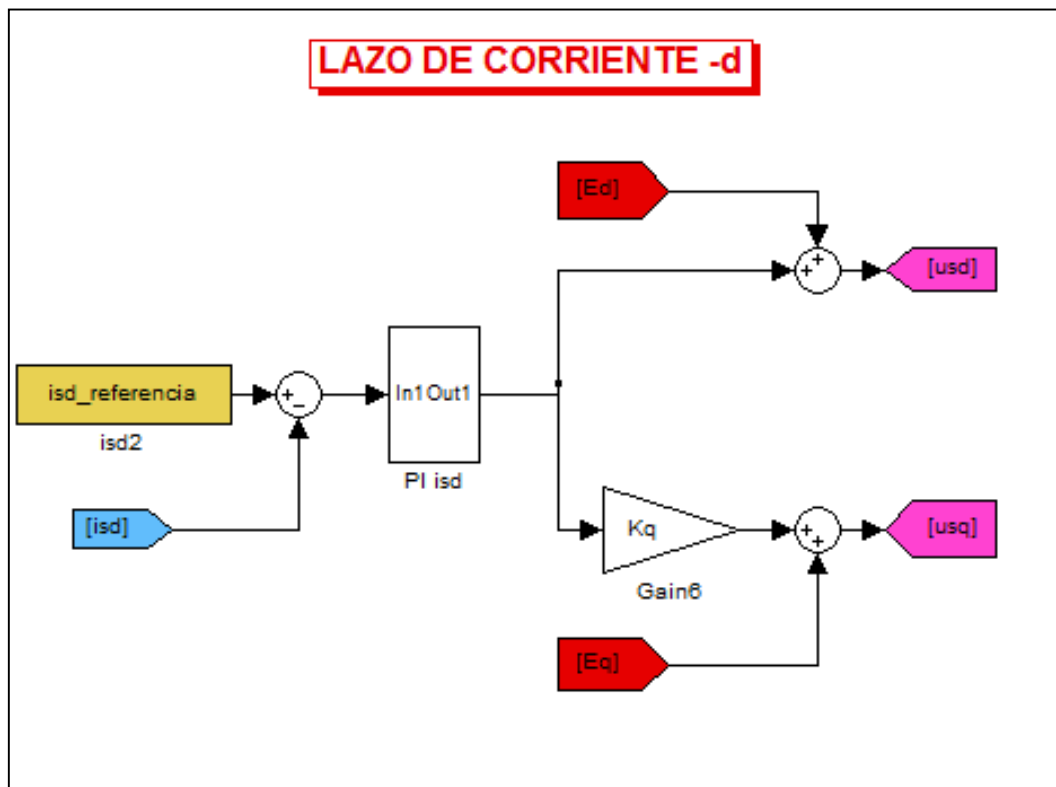 LAZO DE CORRIENTE -d
[Ed]
+
+
[usd]
isd_referencia
+
−
In1 Out1
isd2
PI isd
[isd]
Kq
+
+
[usq]
Gain6
[Eq]